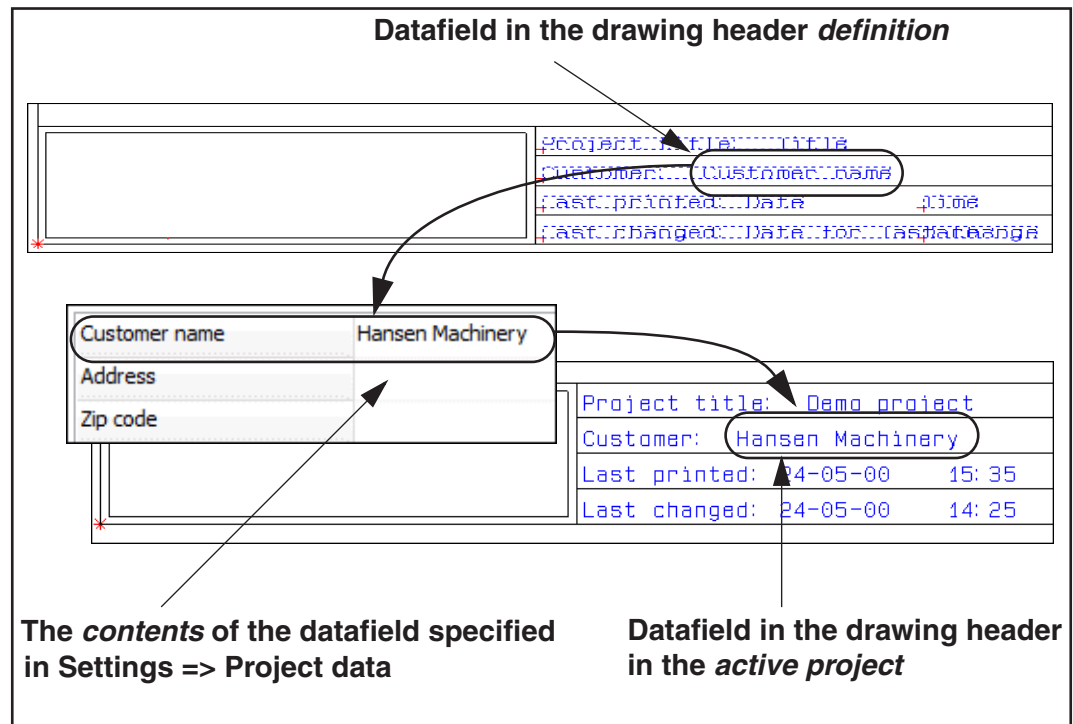 Datafield in the drawing header definition
Project title: Title
Customer: Customer name
Last printed: Date Time
Last changed: Date for last
Customer name Hansen Machinery
Address
Zip code
Project title: Demo project
Customer: Hansen Machinery
Last printed: 24-05-00 15:35
Last changed: 24-05-00 14:25
The contents of the datafield specified
in Settings => Project data
Datafield in the drawing header
in the active project